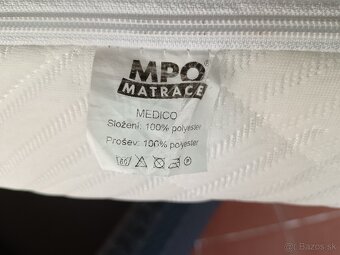 MPO
MATRACE
MEDICO
Složení: 100% polyester
Prošev: 100% polyester
© Bazos.sk